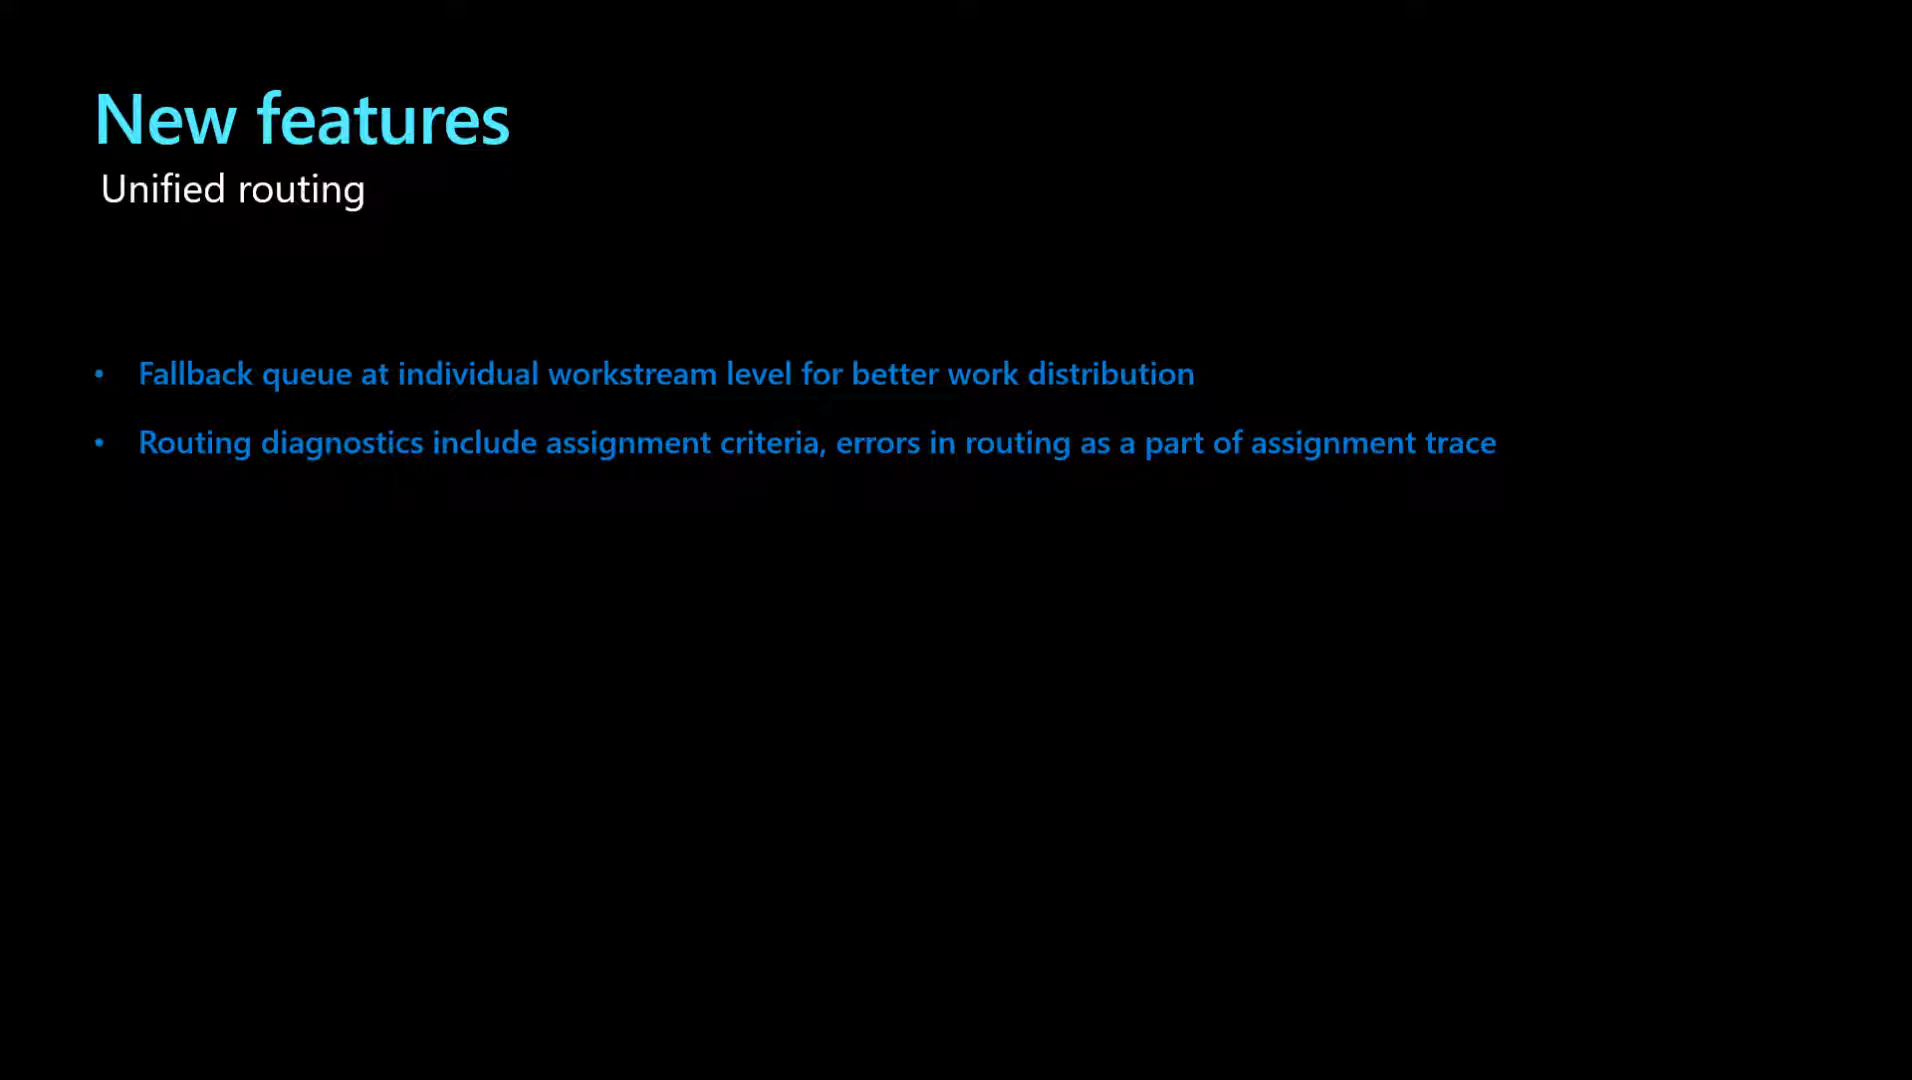 New features
Unified routing
• Fallback queue at individual workstream level for better work distribution
• Routing diagnostics include assignment criteria, errors in routing as a part of assignment trace